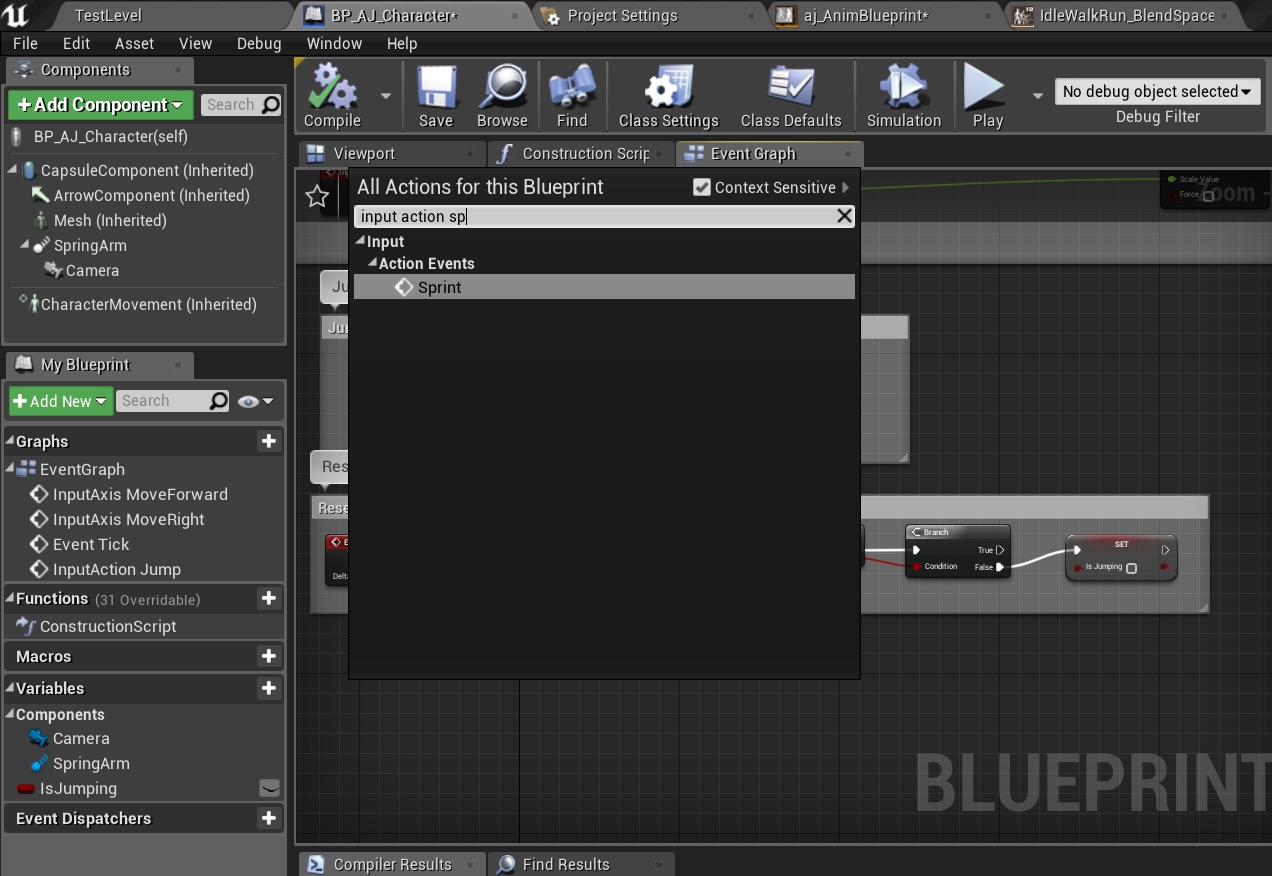 TestLevel
BP_AJ_Character*
Project Settings
aj_AnimBlueprint*
IdleWalkRun_BlendSpace
File Edit Asset View Debug Window Help
Components
+Add Component
Search
BP_AJ_Character(self)
CapsuleComponent (Inherited)
ArrowComponent (Inherited)
Mesh (Inherited)
SpringArm
Camera
CharacterMovement (Inherited)
My Blueprint
+Add New
Search
Graphs
EventGraph
InputAxis MoveForward
InputAxis MoveRight
Event Tick
InputAction Jump
Functions (31 Overridable)
ConstructionScript
Macros
Variables
Components
Camera
SpringArm
IsJumping
Event Dispatchers
Compile
Save
Browse
Find
Class Settings
Class Defaults
Simulation
Play
No debug object selected
Debug Filter
Viewport
Construction Scrip
Event Graph
All Actions for this Blueprint
Context Sensitive
input action sp
Input
Action Events
Sprint
Scale Value
Force
Zoom -
Ju
Ju
Res
Rese
E
Delt
Branch
True
Condition
False
SET
Is Jumping
BLUEPRINT
Compiler Results
Find Results